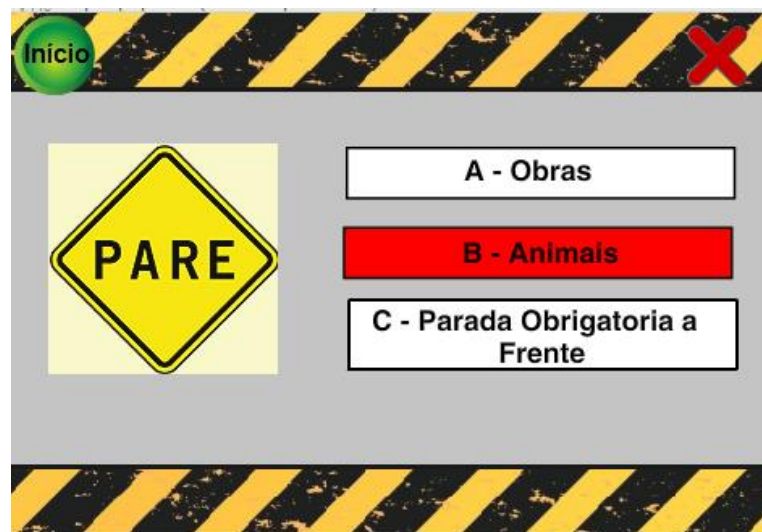 Início
PARE
A - Obras
B - Animais
C - Parada Obrigatoria a
Frente